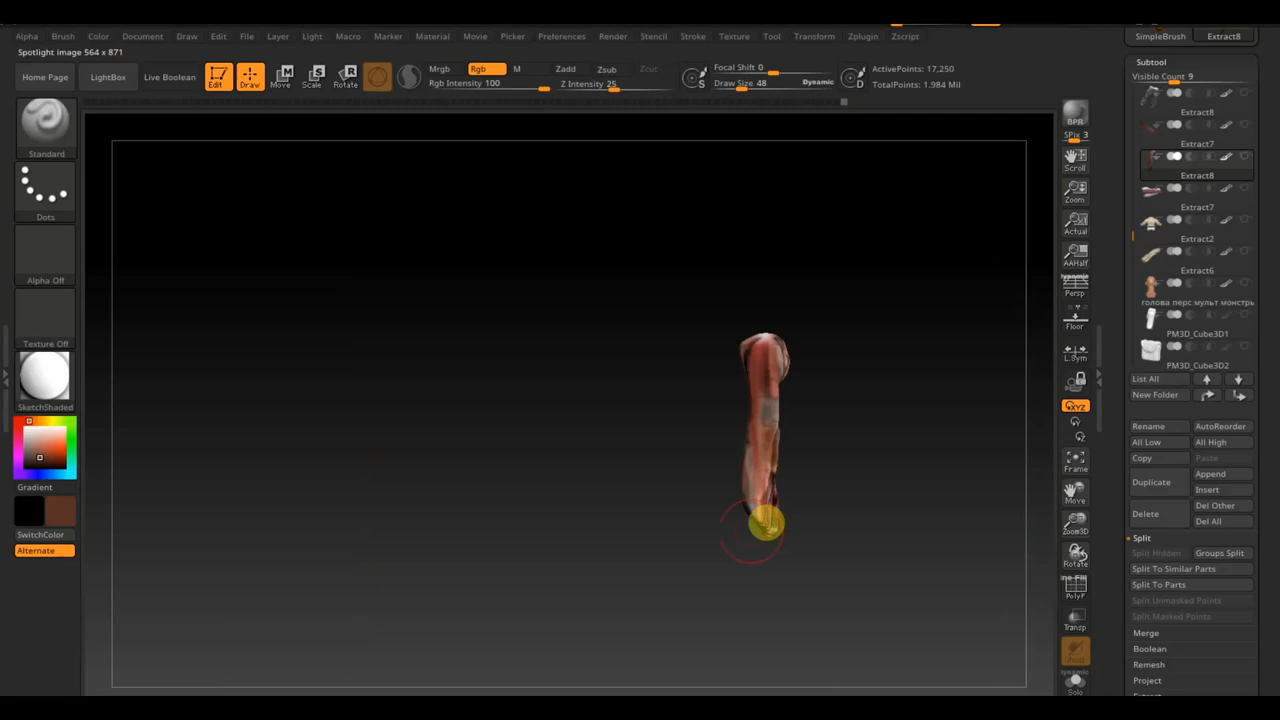 SimpleBrush Extract8
Alpha Brush Color Document Draw Edit File Layer Light Macro Marker Material Movie Picker Preferences Render Stencil Stroke Texture Tool Transform Zplugin Zscript
Spotlight image 564 x 871
Subtool
Visible Count 9
Home Page LightBox Live Boolean Edit Draw Move Scale Rotate
Mrgb Rgb M Zadd Zsub Zcut
Rgb Intensity 100 Z Intensity 25
Focal Shift 0
Draw Size 48 Dynamic
ActivePoints: 17,250
TotalPoints: 1.984 Mil
Standard
Dots
Alpha Off
Texture Off
SketchShaded
Gradient
SwitchColor
Alternate
BPR
SPix 3
Scroll
Zoom
Actual
AAHalf
Dynamic
Persp
Floor
L.Sym
XYZ
Frame
Move
Zoom3D
Rotate
PolyF
Transp
Dynamic
Solo
Extract8
Extract7
Extract8
Extract7
Extract2
Extract6
голова перс мульт монстрь
PM3D_Cube3D1
PM3D_Cube3D2
List All
New Folder
Rename AutoReorder
All Low All High
Copy Paste
Duplicate Append
Insert
Delete Del Other
Del All
Split
Split Hidden Groups Split
Split To Similar Parts
Split To Parts
Split Unmasked Points
Split Masked Points
Merge
Boolean
Remesh
Project